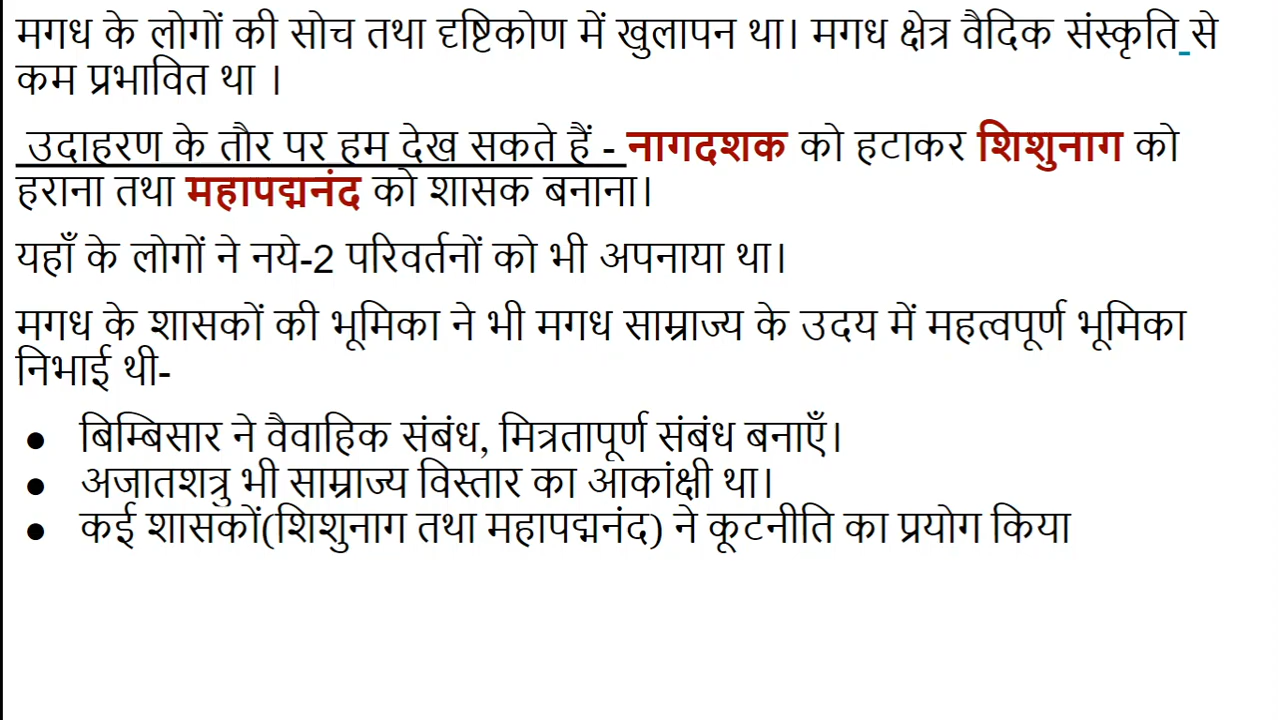 मगध के लोगों की सोच तथा दृष्टिकोण में खुलापन था। मगध क्षेत्र वैदिक संस्कृति से
कम प्रभावित था ।
उदाहरण के तौर पर हम देख सकते हैं - नागदशक को हटाकर शिशुनाग को
हराना तथा महापद्मनंद को शासक बनाना।
यहाँ के लोगों ने नये-2 परिवर्तनों को भी अपनाया था।
मगध के शासकों की भूमिका ने भी मगध साम्राज्य के उदय में महत्वपूर्ण भूमिका
निभाई थी-
● बिम्बिसार ने वैवाहिक संबंध, मित्रतापूर्ण संबंध बनाएँ।
● अजातशत्रु भी साम्राज्य विस्तार का आकांक्षी था।
● कई शासकों(शिशुनाग तथा महापद्मनंद) ने कूटनीति का प्रयोग किया